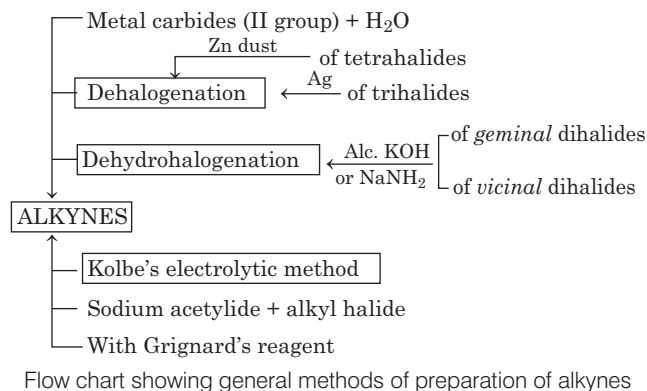 Metal carbides (II group) + H₂O
Zn dust
of tetrahalides
Dehalogenation
Ag
of trihalides
of geminal dihalides
Dehydrohalogenation
Alc. KOH
or NaNH₂
of vicinal dihalides
ALKYNES
Kolbe's electrolytic method
Sodium acetylide + alkyl halide
With Grignard's reagent
Flow chart showing general methods of preparation of alkynes